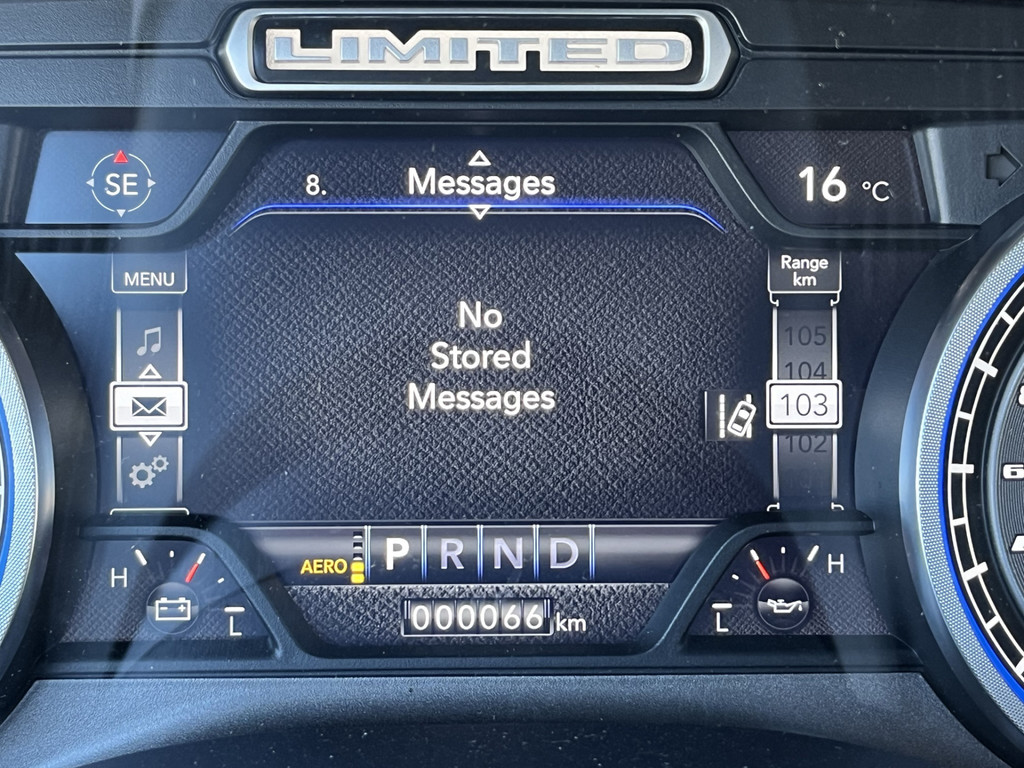 LIMITED
SE
8.
Messages
16 °C
MENU
Range
km
No
Stored
Messages
105
104
103
102
AERO
P R N D
H
L
H
L
000066 km